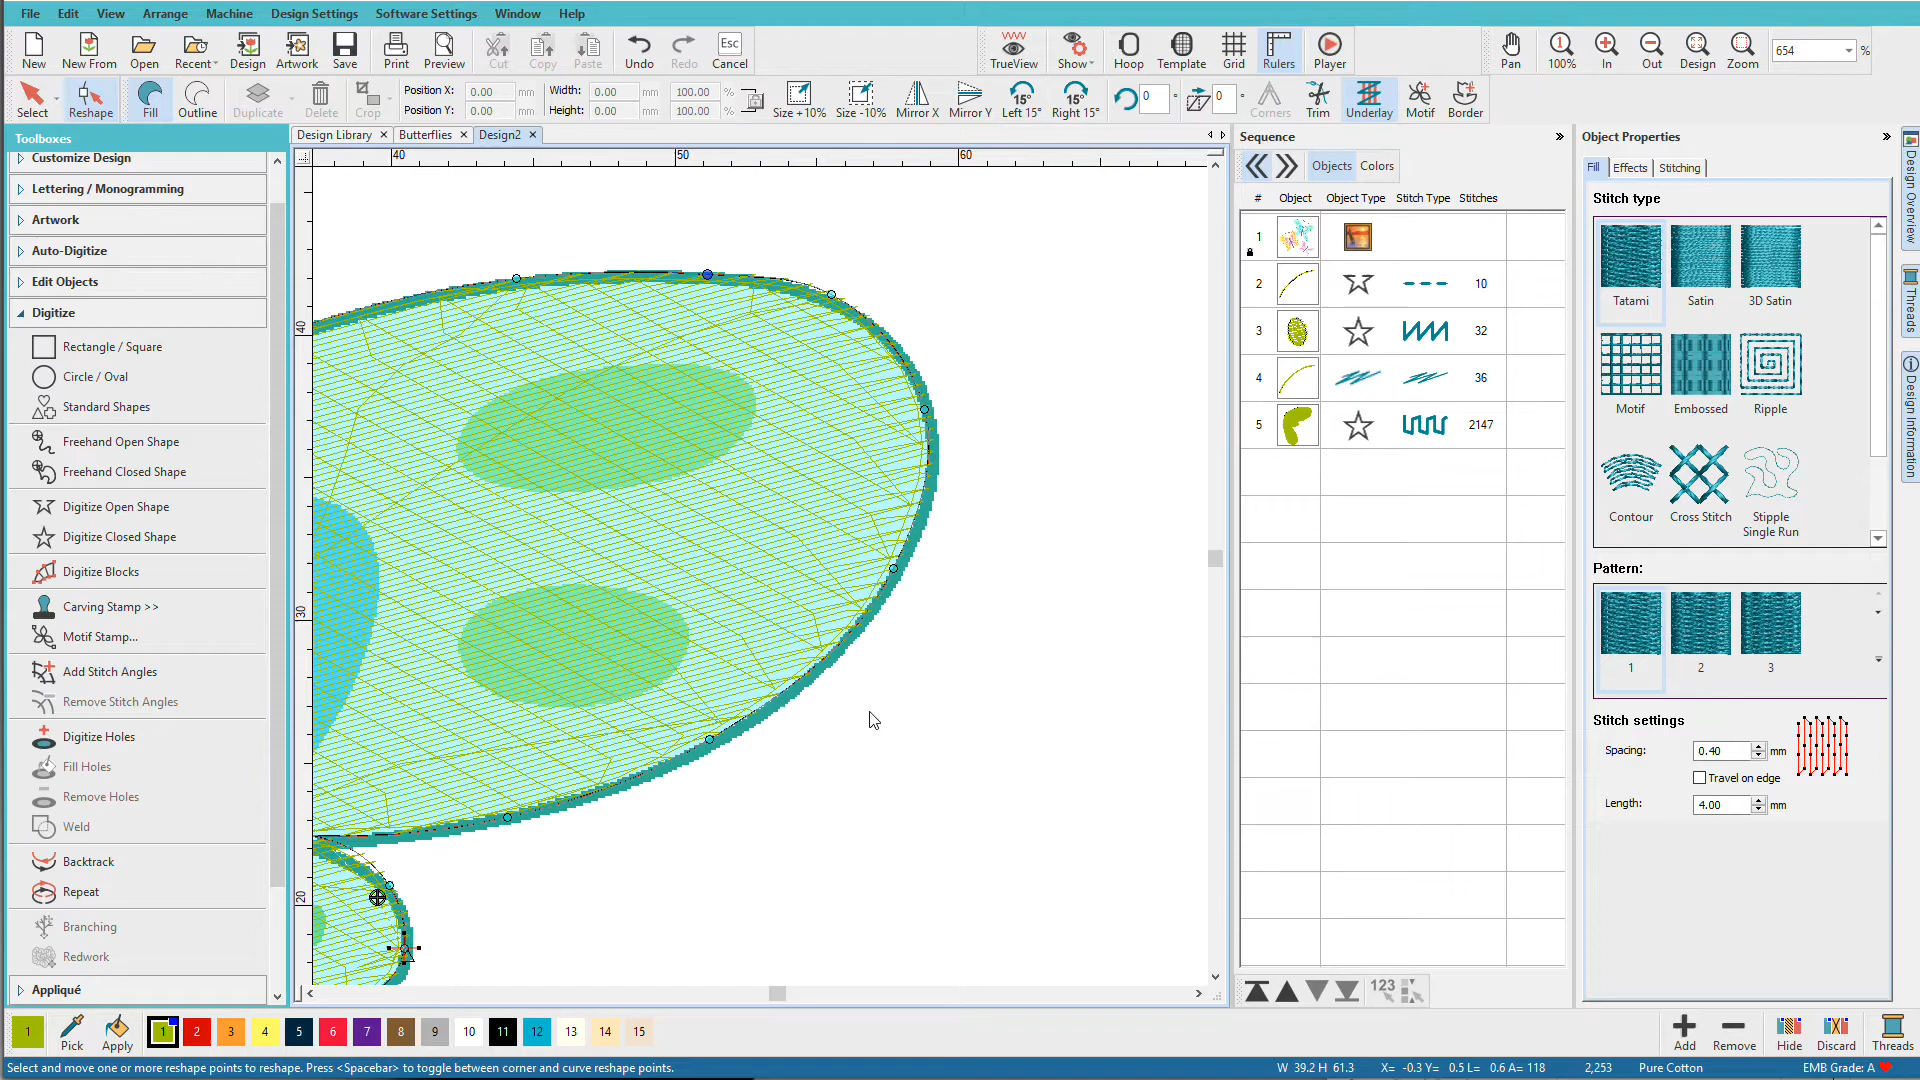 File Edit View Arrange Machine Design Settings Software Settings Window Help
New New From Open Recent Design Artwork Save Print Preview Cut Copy Paste Undo Redo Esc Cancel TrueView Show Hoop Template Grid Rulers Player Pan 1 100% In Out Design Zoom 654 %
Select Reshape Fill Outline Duplicate Delete Crop
Position X: 0.00 mm Width: 0.00 mm 100.00 %
Position Y: 0.00 mm Height: 0.00 mm 100.00 %
Size +10% Size -10% Mirror X Mirror Y 15° Left 15° 15° Right 15° 0 ° 0 ° Corners Trim Underlay Motif Border
Toolboxes
Customize Design
Lettering / Monogramming
Artwork
Auto-Digitize
Edit Objects
Digitize
Rectangle / Square
Circle / Oval
Standard Shapes
Freehand Open Shape
Freehand Closed Shape
Digitize Open Shape
Digitize Closed Shape
Digitize Blocks
Carving Stamp >>
Motif Stamp...
Add Stitch Angles
Remove Stitch Angles
Digitize Holes
Fill Holes
Remove Holes
Weld
Backtrack
Repeat
Branching
Redwork
Appliqué
Design Library Butterflies Design2
40 50 60
40
30
20
Sequence
Objects Colors
# Object Object Type Stitch Type Stitches
1
2 10
3 32
4 36
5 2147
123
Object Properties
Fill Effects Stitching
Stitch type
Tatami Satin 3D Satin
Motif Embossed Ripple
Contour Cross Stitch Stipple
Single Run
Pattern:
1 2 3
Stitch settings
Spacing: 0.40 mm
Travel on edge
Length: 4.00 mm
Design Overview
Threads
Design Information
1 Pick Apply 1 2 3 4 5 6 7 8 9 10 11 12 13 14 15 Add Remove Hide Discard Threads
Select and move one or more reshape points to reshape. Press <Spacebar> to toggle between corner and curve reshape points. W 39.2 H 61.3 X= -0.3 Y= 0.5 L= 0.6 A= 118 2,253 Pure Cotton EMB Grade: A